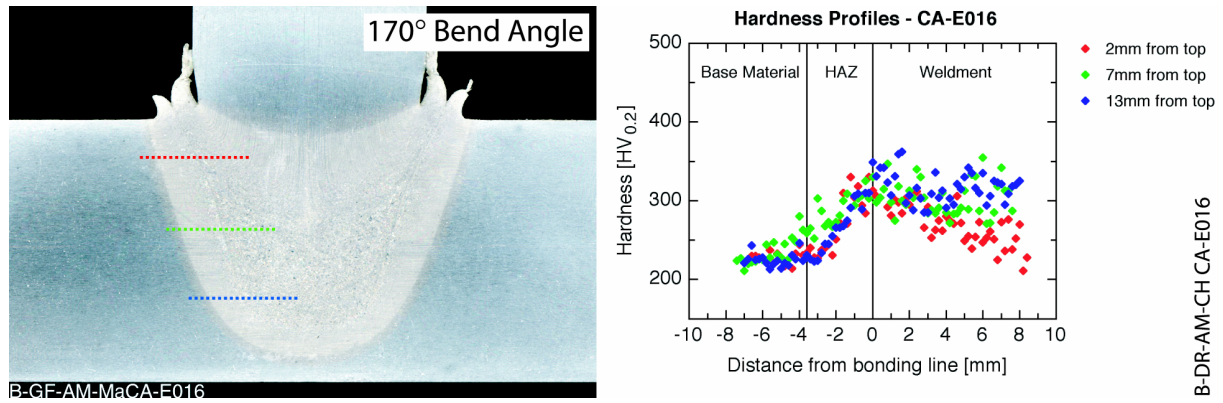 170° Bend Angle
B-GF-AM-MaCA-E016
Hardness Profiles - CA-E016
500
400
300
200
Hardness [HV0.2]
Base Material
HAZ
Weldment
-10 -8 -6 -4 -2 0 2 4 6 8 10
Distance from bonding line [mm]
2mm from top
7mm from top
13mm from top
B-DR-AM-CH CA-E016